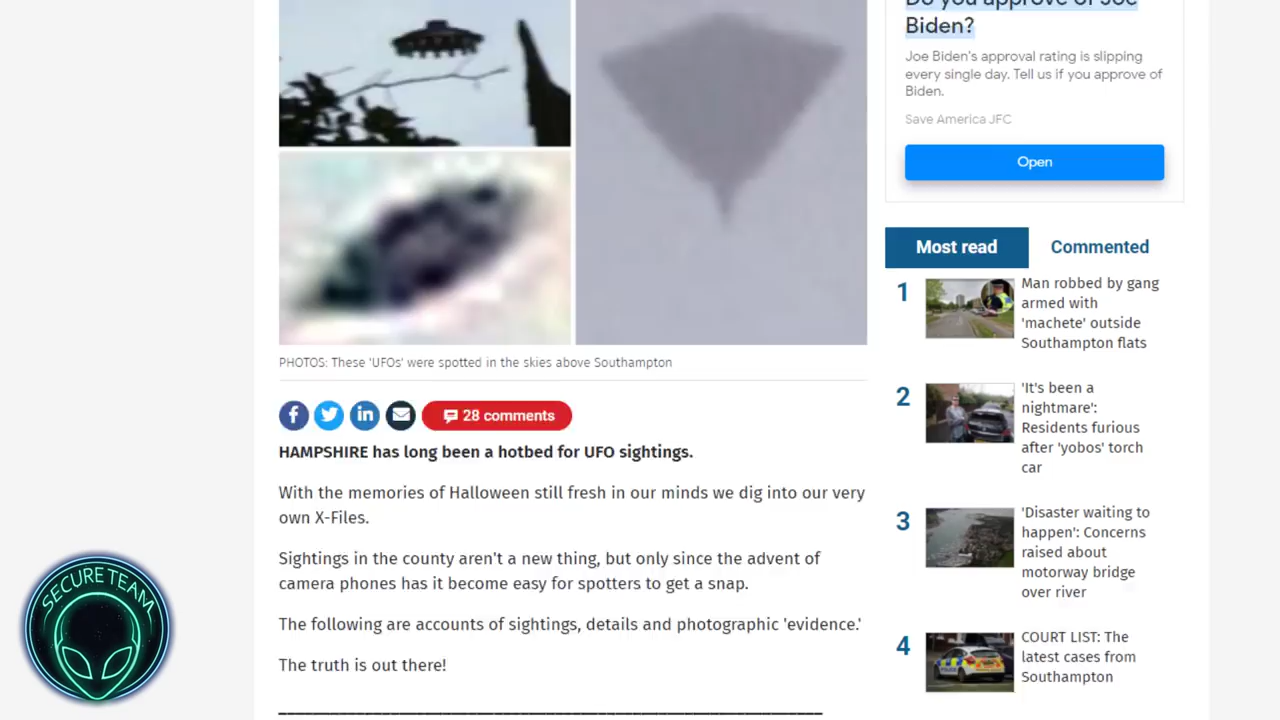 PHOTOS: These 'UFOs' were spotted in the skies above Southampton
28 comments
HAMPSHIRE has long been a hotbed for UFO sightings.
With the memories of Halloween still fresh in our minds we dig into our very
own X-Files.
Sightings in the county aren't a new thing, but only since the advent of
camera phones has it become easy for spotters to get a snap.
The following are accounts of sightings, details and photographic 'evidence.'
The truth is out there!
Do you approve of Joe
Biden?
Joe Biden's approval rating is slipping
every single day. Tell us if you approve of
Biden.
Save America JFC
Open
Most read
Commented
1
Man robbed by gang
armed with
'machete' outside
Southampton flats
2
'It's been a
nightmare':
Residents furious
after 'yobos' torch
car
3
'Disaster waiting to
happen': Concerns
raised about
motorway bridge
over river
4
COURT LIST: The
latest cases from
Southampton
SECURE TEAM